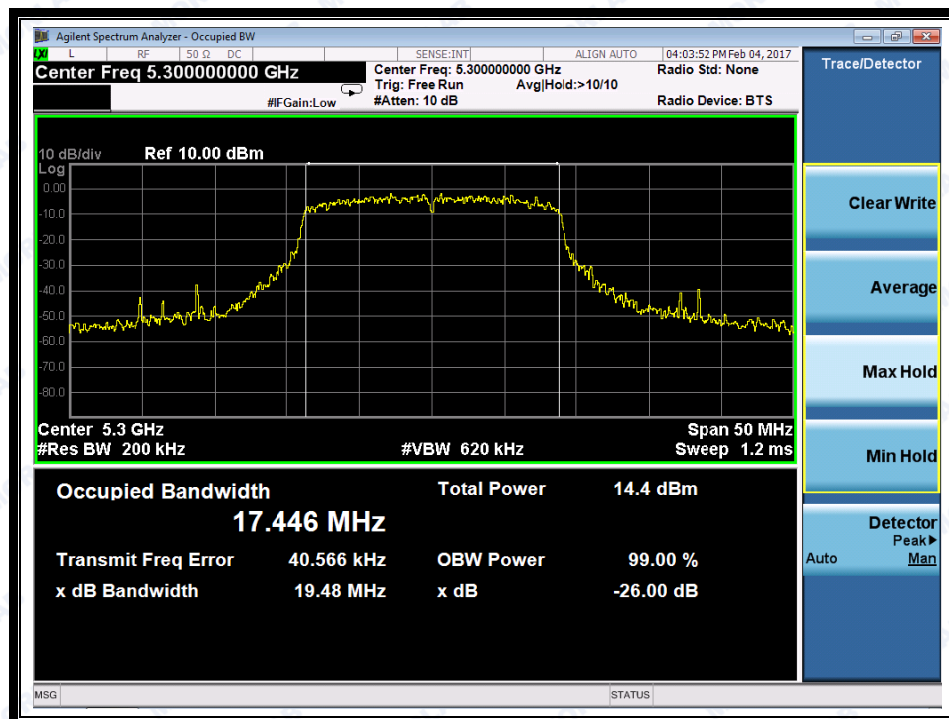 Agilent Spectrum Analyzer - Occupied BW
LXI L RF 50 Ω DC SENSE:INT ALIGN AUTO 04:03:52 PM Feb 04, 2017
Center Freq 5.300000000 GHz
Center Freq: 5.300000000 GHz Radio Std: None
Trig: Free Run Avg|Hold:>10/10
#IFGain:Low #Atten: 10 dB Radio Device: BTS
10 dB/div Ref 10.00 dBm
Log
0.00
-10.0
-20.0
-30.0
-40.0
-50.0
-60.0
-70.0
-80.0
Center 5.3 GHz Span 50 MHz
#Res BW 200 kHz #VBW 620 kHz Sweep 1.2 ms
Occupied Bandwidth Total Power 14.4 dBm
17.446 MHz
Transmit Freq Error 40.566 kHz OBW Power 99.00 %
x dB Bandwidth 19.48 MHz x dB -26.00 dB
MSG STATUS
Trace/Detector
Clear Write
Average
Max Hold
Min Hold
Detector
Peak▶
Auto Man